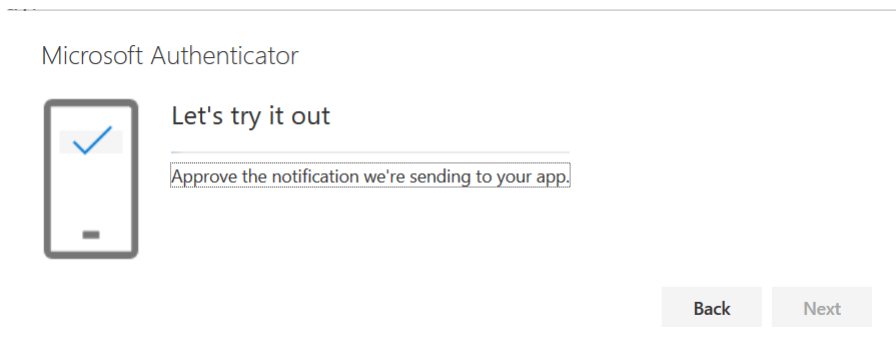 Microsoft Authenticator
Let's try it out
Approve the notification we're sending to your app.
Back
Next